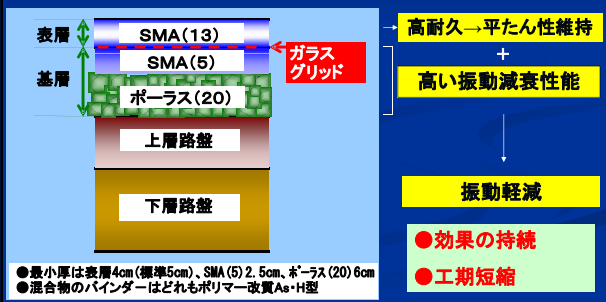 表層
SMA(13)
ガラス
グリッド
基層
SMA(5)
ポーラス(20)
上層路盤
下層路盤
●最小厚は表層4cm(標準5cm)、SMA(5)2.5cm、ポーラス(20)6cm
●混合物のバインダーはどれもポリマー改質As・H型
高耐久→平たん性維持
+
高い振動減衰性能
振動軽減
●効果の持続
●工期短縮